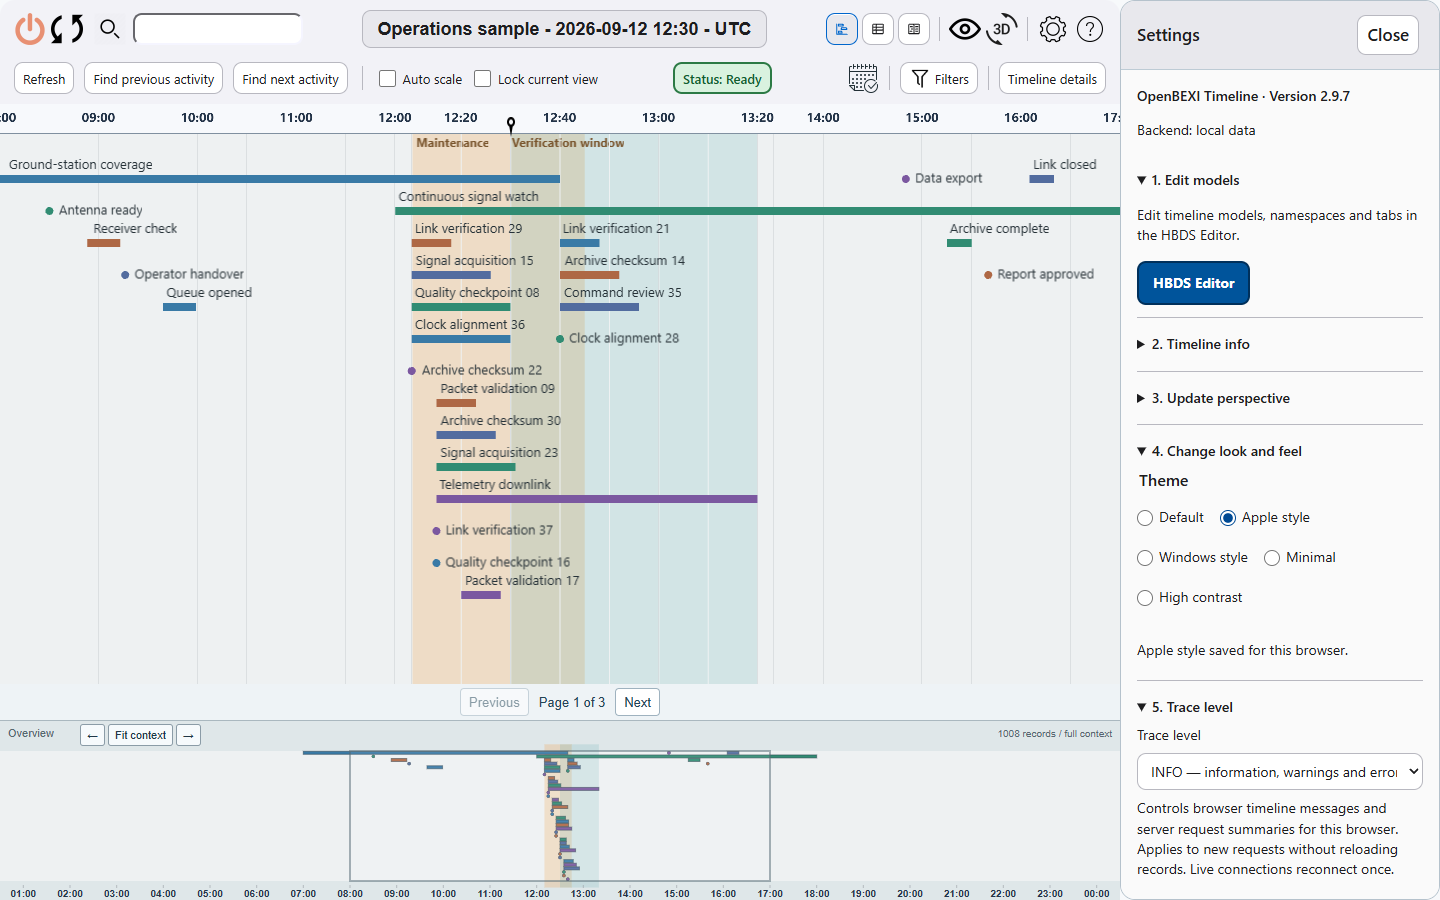 Operations sample - 2026-09-12 12:30 - UTC
3D
?
Refresh
Find previous activity
Find next activity
Auto scale
Lock current view
Status: Ready
Filters
Timeline details
:00 09:00 10:00 11:00 12:00 12:20 12:40 13:00 13:20 14:00 15:00 16:00 17:
Maintenance
Verification window
Ground-station coverage
Link closed
Data export
Continuous signal watch
Antenna ready
Receiver check
Link verification 29
Link verification 21
Archive complete
Signal acquisition 15
Archive checksum 14
Operator handover
Report approved
Queue opened
Quality checkpoint 08
Command review 35
Clock alignment 36
Clock alignment 28
Archive checksum 22
Packet validation 09
Archive checksum 30
Signal acquisition 23
Telemetry downlink
Link verification 37
Quality checkpoint 16
Packet validation 17
Previous
Page 1 of 3
Next
Overview
←
Fit context
→
1008 records / full context
01:00 02:00 03:00 04:00 05:00 06:00 07:00 08:00 09:00 10:00 11:00 12:00 13:00 14:00 15:00 16:00 17:00 18:00 19:00 20:00 21:00 22:00 23:00 00:00
Settings
Close
OpenBEXI Timeline · Version 2.9.7
Backend: local data
1. Edit models
Edit timeline models, namespaces and tabs in
the HBDS Editor.
HBDS Editor
2. Timeline info
3. Update perspective
4. Change look and feel
Theme
Default
Apple style
Windows style
Minimal
High contrast
Apple style saved for this browser.
5. Trace level
Trace level
INFO — information, warnings and error
Controls browser timeline messages and
server request summaries for this browser.
Applies to new requests without reloading
records. Live connections reconnect once.